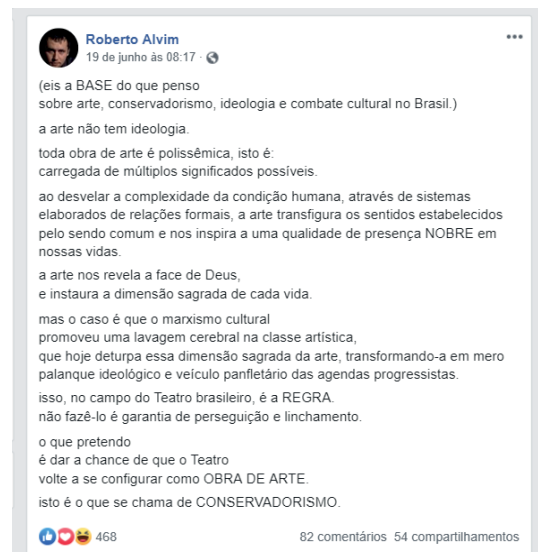 Roberto Alvim
19 de junho às 08:17 ·
(eis a BASE do que penso
sobre arte, conservadorismo, ideologia e combate cultural no Brasil.)
a arte não tem ideologia.
toda obra de arte é polissêmica, isto é:
carregada de múltiplos significados possíveis.
ao desvelar a complexidade da condição humana, através de sistemas
elaborados de relações formais, a arte transfigura os sentidos estabelecidos
pelo sendo comum e nos inspira a uma qualidade de presença NOBRE em
nossas vidas.
a arte nos revela a face de Deus,
e instaura a dimensão sagrada de cada vida.
mas o caso é que o marxismo cultural
promoveu uma lavagem cerebral na classe artística,
que hoje deturpa essa dimensão sagrada da arte, transformando-a em mero
palanque ideológico e veículo panfletário das agendas progressistas.
isso, no campo do Teatro brasileiro, é a REGRA.
não fazê-lo é garantia de perseguição e linchamento.
o que pretendo
é dar a chance de que o Teatro
volte a se configurar como OBRA DE ARTE.
isto é o que se chama de CONSERVADORISMO.
468 82 comentários 54 compartilhamentos